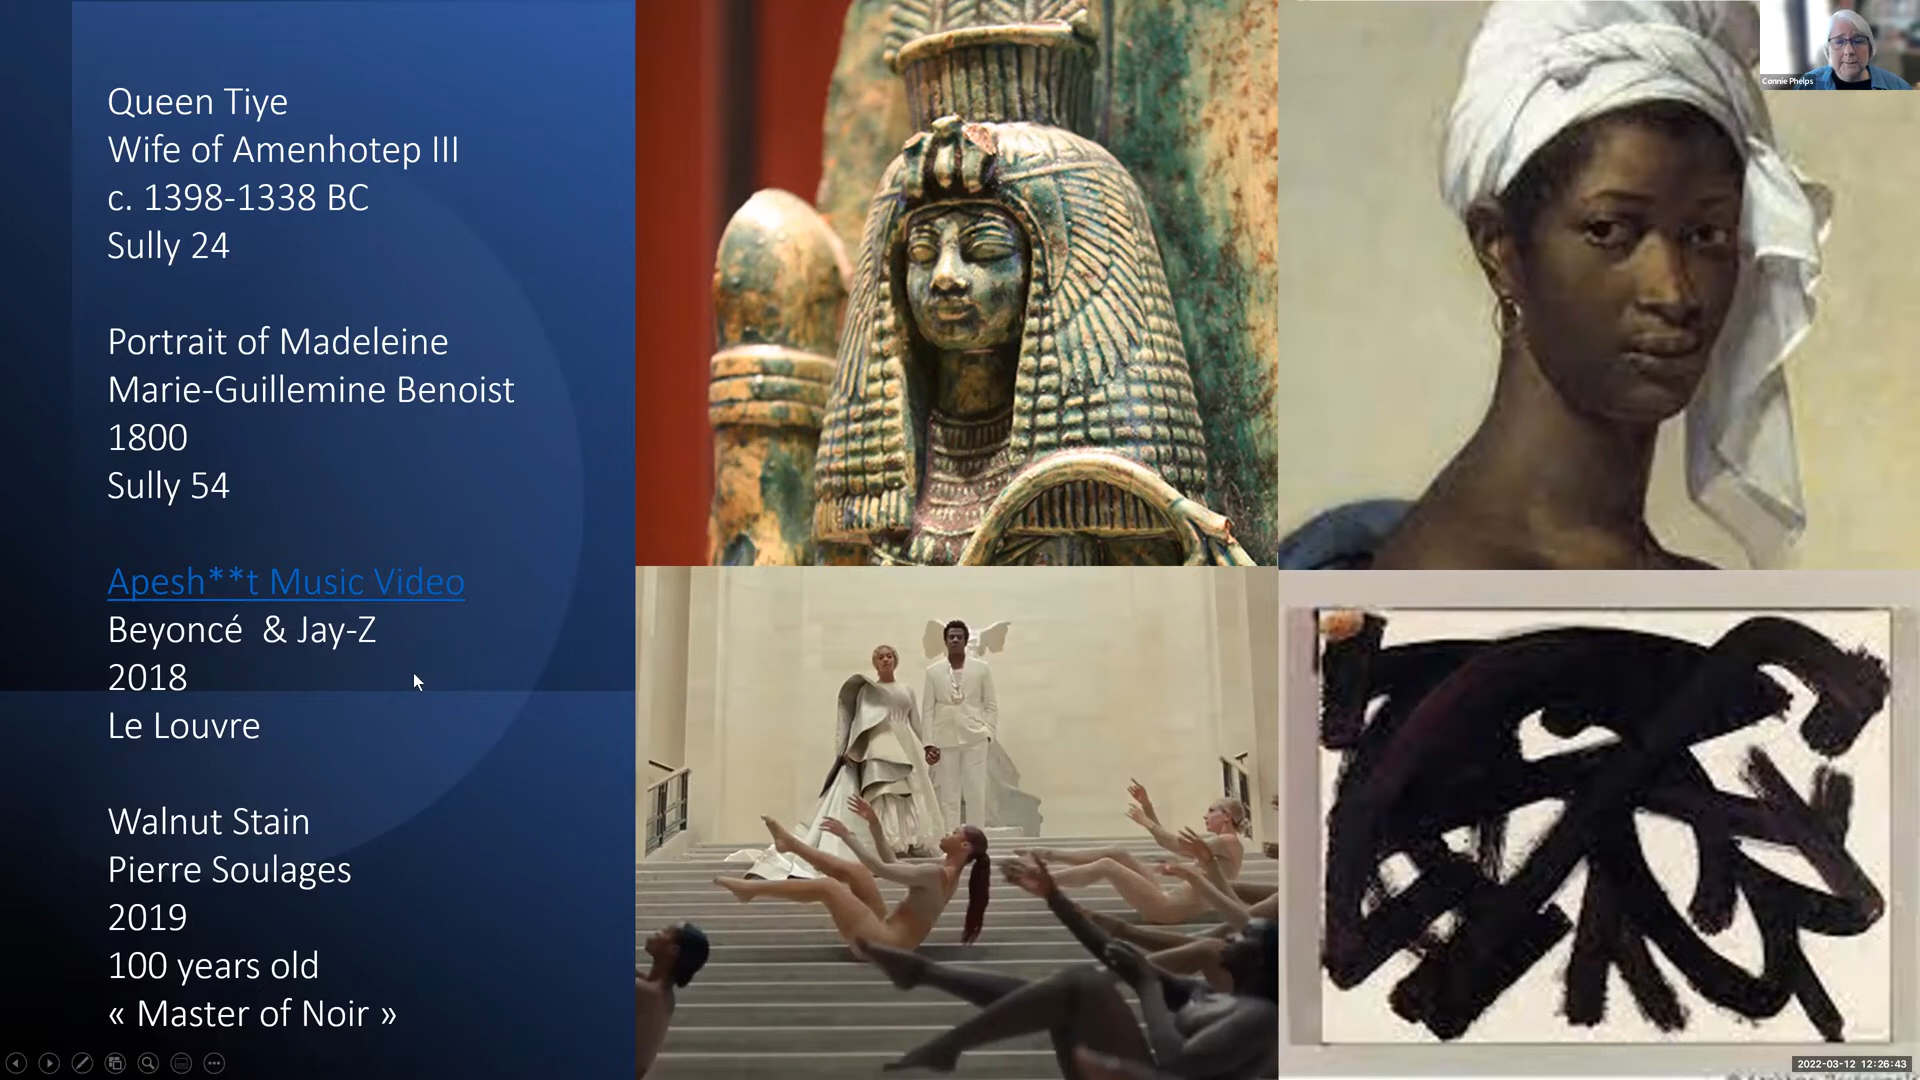 Queen Tiye
Wife of Amenhotep III
c. 1398-1338 BC
Sully 24
Portrait of Madeleine
Marie-Guillemine Benoist
1800
Sully 54
Apesh**t Music Video
Beyoncé  & Jay-Z
2018
Le Louvre
Walnut Stain
Pierre Soulages
2019
100 years old
« Master of Noir »
Connie Phelps
2022-03-12 12:26:43